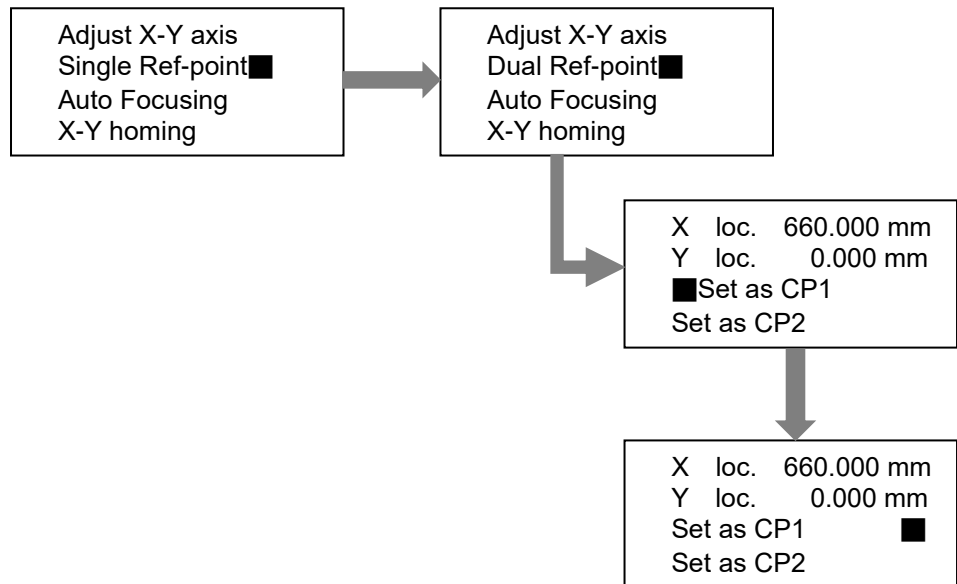 Adjust X-Y axis
Single Ref-point
Auto Focusing
X-Y homing
Adjust X-Y axis
Dual Ref-point
Auto Focusing
X-Y homing
X loc. 660.000 mm
Y loc. 0.000 mm
Set as CP1
Set as CP2
X loc. 660.000 mm
Y loc. 0.000 mm
Set as CP1
Set as CP2